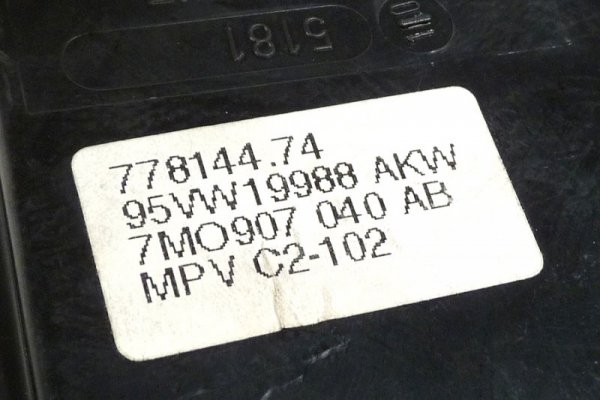 5181
778144.74
95VW19988 AKW
7MO907 040 AB
MPV C2-102